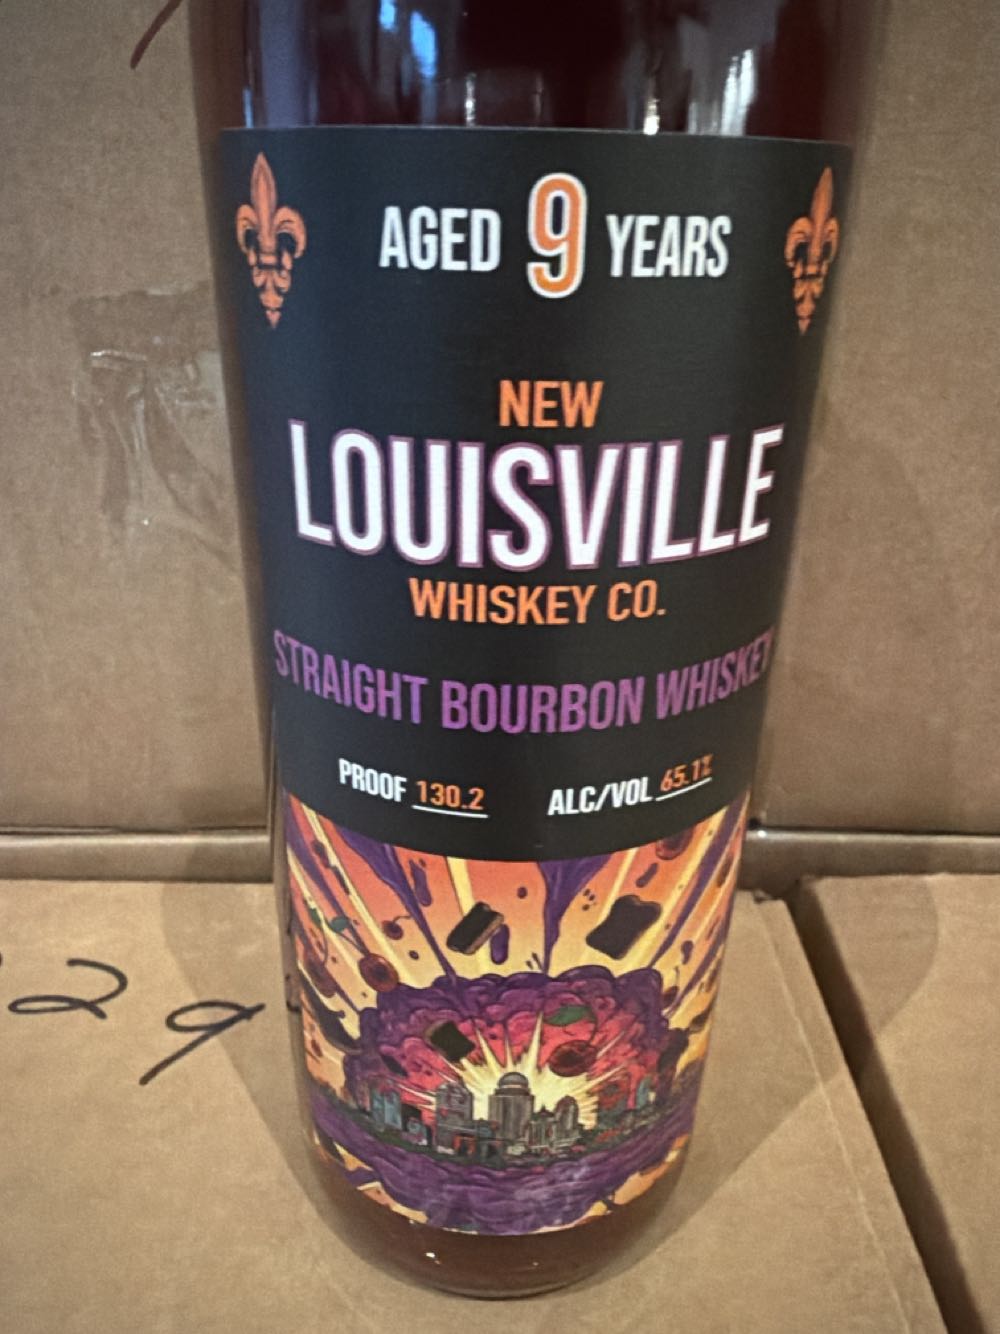 AGED 9 YEARS
NEW
LOUISVILLE
WHISKEY CO.
STRAIGHT BOURBON WHISKEY
PROOF 130.2 ALC/VOL 65.1%
29